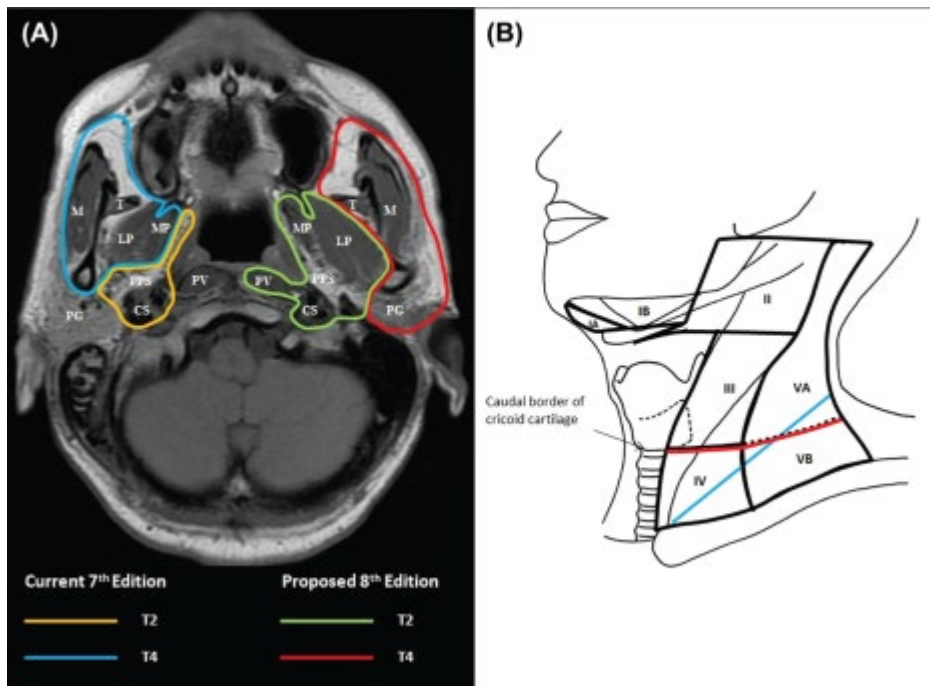 (A)
M
T
MP
LP
PPS
CS
PV
PG
T
M
MP
LP
PV
PPS
CS
PG
Current 7th Edition
Proposed 8th Edition
T2
T2
T4
T4
(B)
IA
IB
II
III
VA
Caudal border of
cricoid cartilage
IV
VB